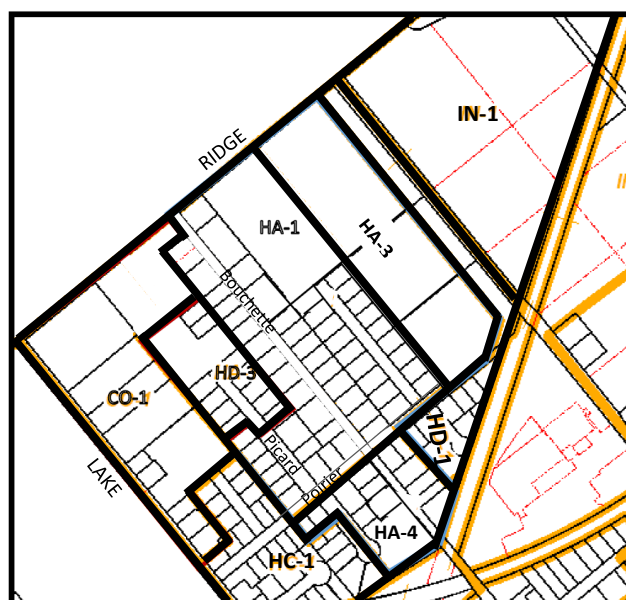 IN-1
RIDGE
HA-1
HA-3
Bouchette
HD-3
CO-1
HD-1
Picard
Poirier
LAKE
HA-4
HC-1